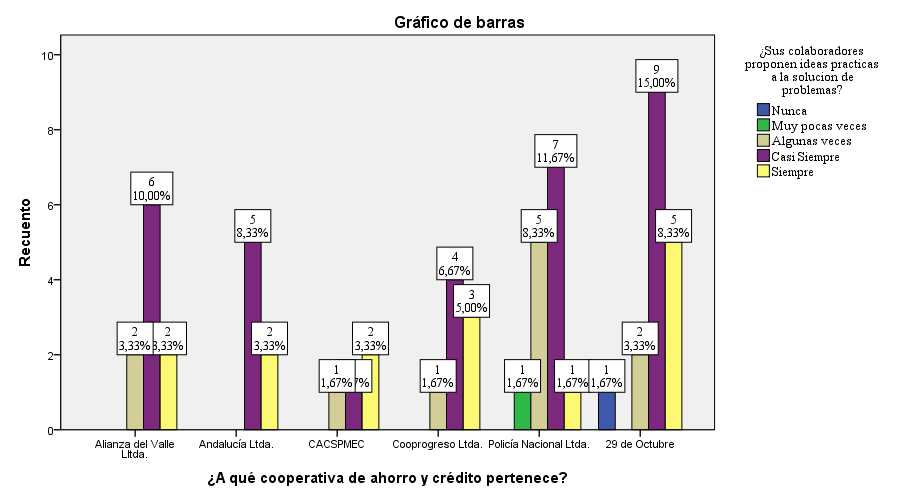 Gráfico de barras
¿Sus colaboradores
proponen ideas practicas
a la solucion de
problemas?
Nunca
Muy pocas veces
Algunas veces
Casi Siempre
Siempre
Recuento
10
8
6
4
2
0
2
3,33%
6
10,00%
2
3,33%
5
8,33%
2
3,33%
1
1,67%
1
7%
2
3,33%
1
1,67%
4
6,67%
3
5,00%
1
1,67%
5
8,33%
7
11,67%
1
1,67%
1
1,67%
2
3,33%
9
15,00%
5
8,33%
Alianza del Valle
Lltda.
Andalucía Ltda.
CACSPMEC
Cooprogreso Ltda.
Policía Nacional Ltda.
29 de Octubre
¿A qué cooperativa de ahorro y crédito pertenece?